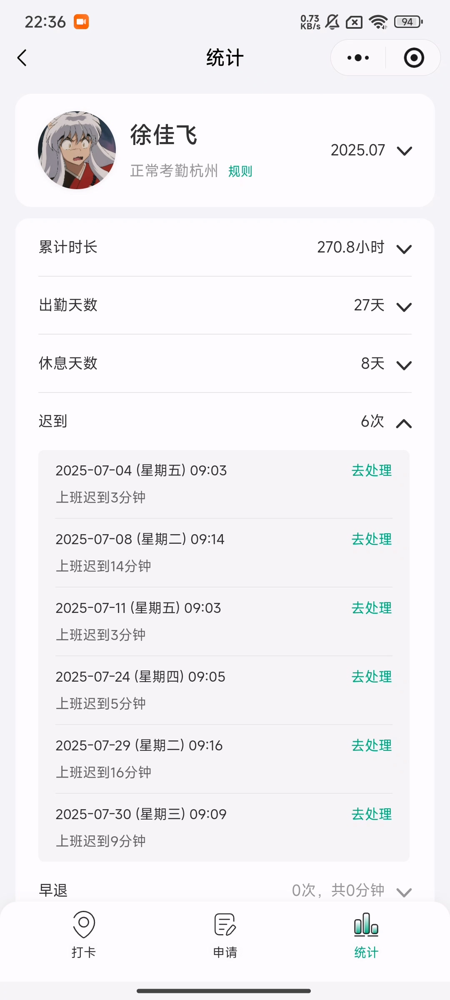 22:36
0.73
KB/s
94
统计
徐佳飞
2025.07
正常考勤杭州 规则
累计时长 270.8小时
出勤天数 27天
休息天数 8天
迟到 6次
2025-07-04 (星期五) 09:03 去处理
上班迟到3分钟
2025-07-08 (星期二) 09:14 去处理
上班迟到14分钟
2025-07-11 (星期五) 09:03 去处理
上班迟到3分钟
2025-07-24 (星期四) 09:05 去处理
上班迟到5分钟
2025-07-29 (星期二) 09:16 去处理
上班迟到16分钟
2025-07-30 (星期三) 09:09 去处理
上班迟到9分钟
早退 0次，共0分钟
打卡 申请 统计